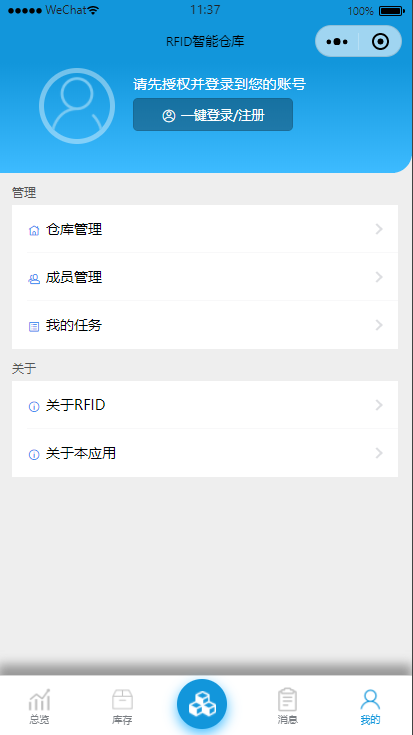 WeChat 11:37 100%
RFID智能仓库
请先授权并登录到您的账号
一键登录/注册
管理
仓库管理
成员管理
我的任务
关于
关于RFID
关于本应用
总览 库存 消息 我的